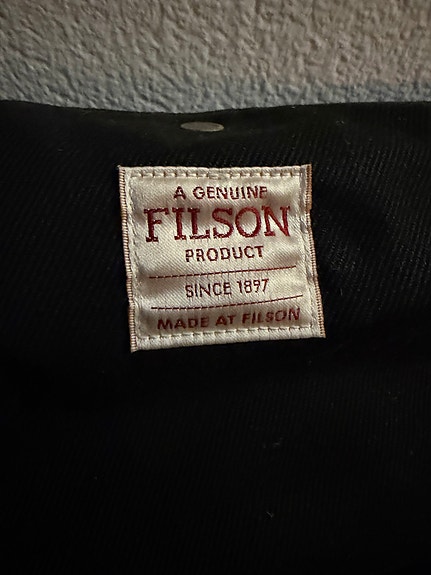 A GENUINE
FILSON
PRODUCT
SINCE 1897
MADE AT FILSON